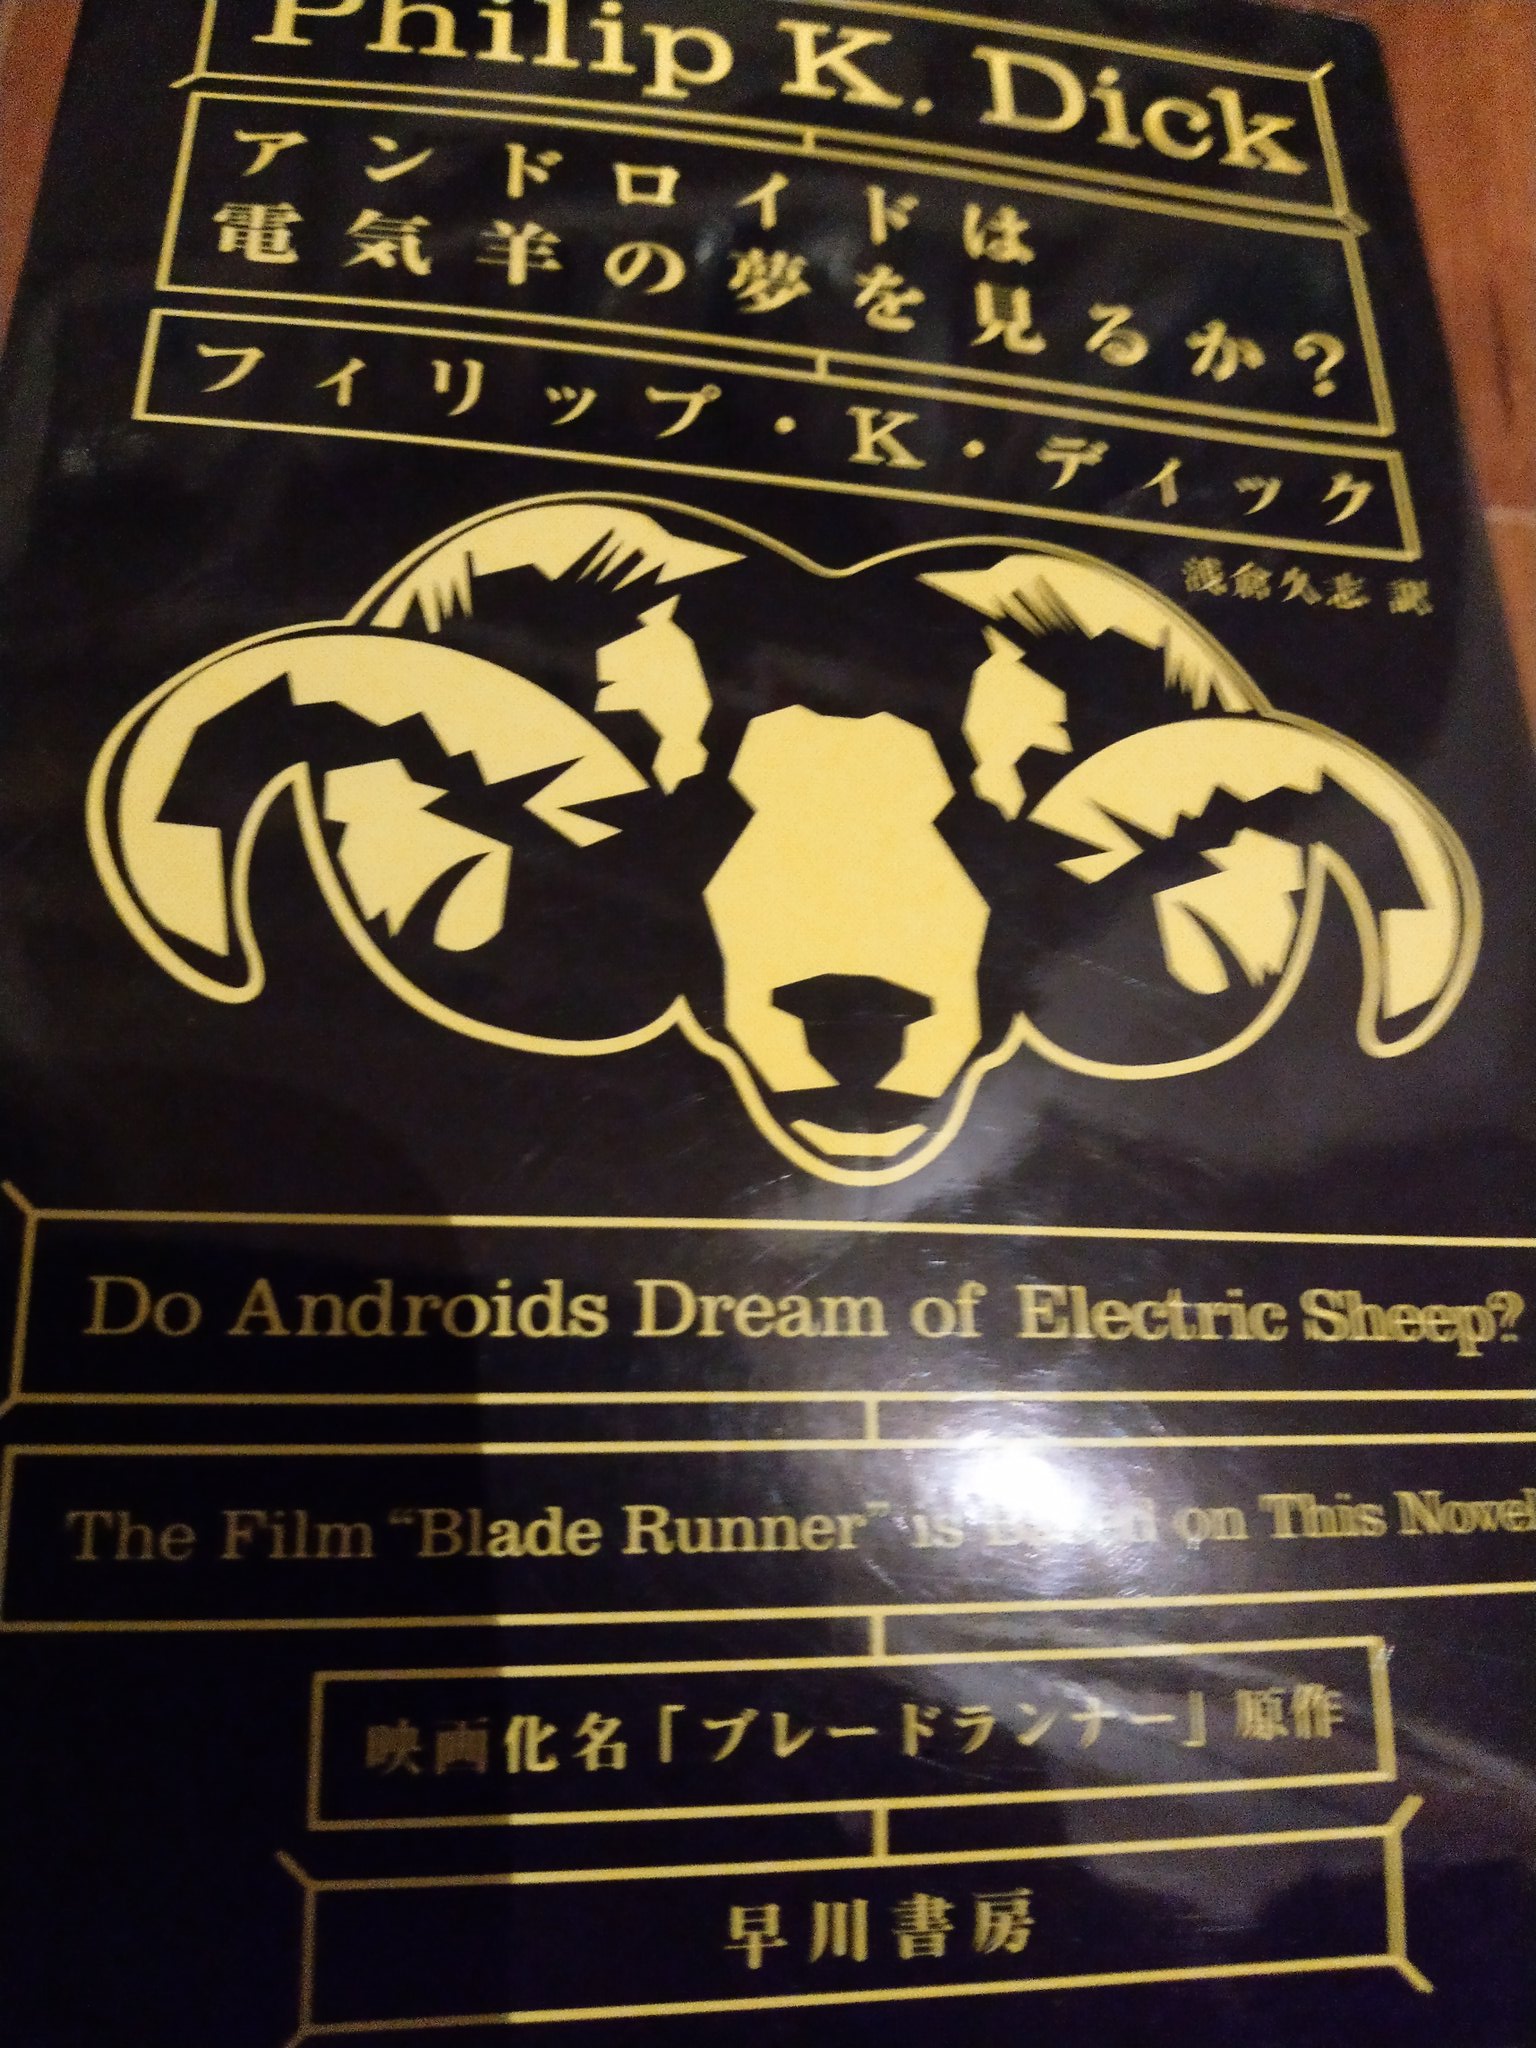 Philip K. Dick
アンドロイドは
電気羊の夢を見るか?
フィリップ・K・ディック
浅倉久志 訳
Do Androids Dream of Electric Sheep?
The Film “Blade Runner” is Based on This Novel
映画化名「ブレードランナー」原作
早川書房